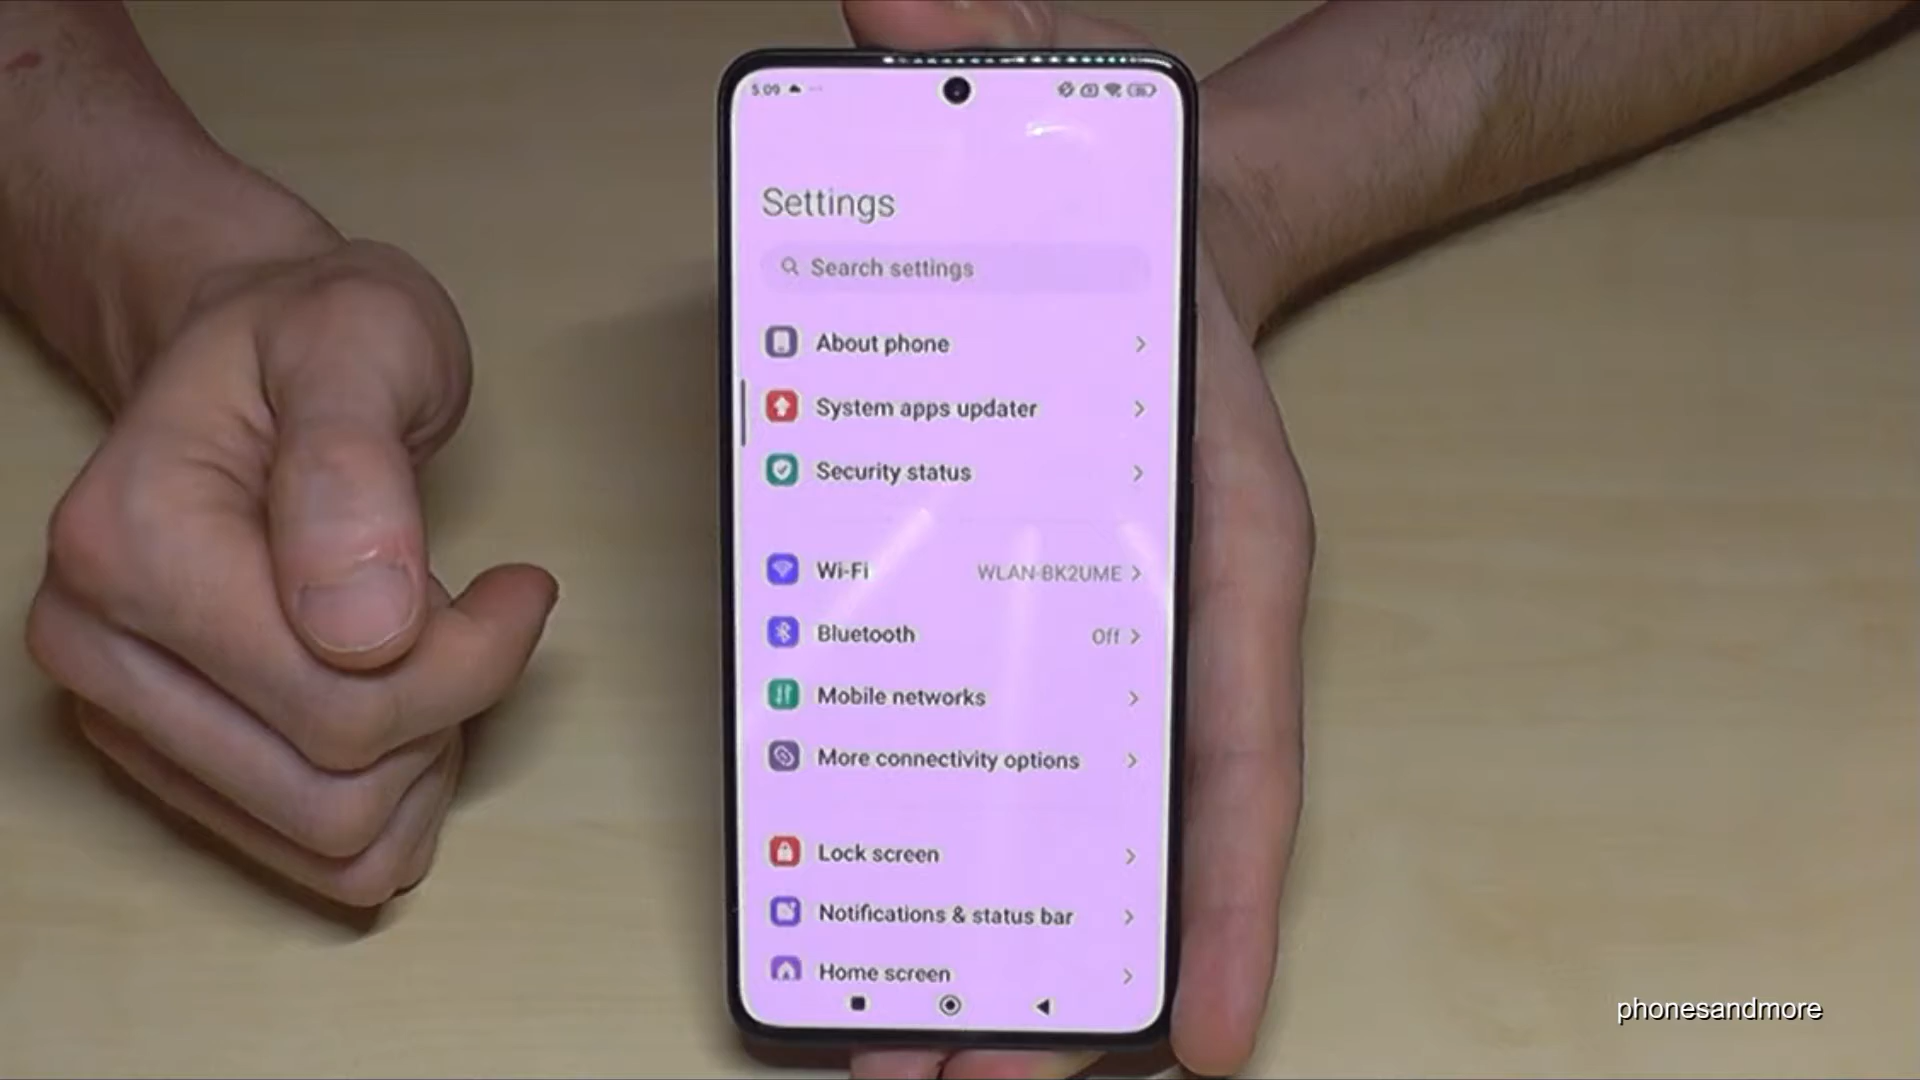 5:09
Settings
Search settings
About phone
System apps updater
Security status
Wi-Fi WLAN-BK2UME
Bluetooth Off
Mobile networks
More connectivity options
Lock screen
Notifications & status bar
Home screen
phonesandmore